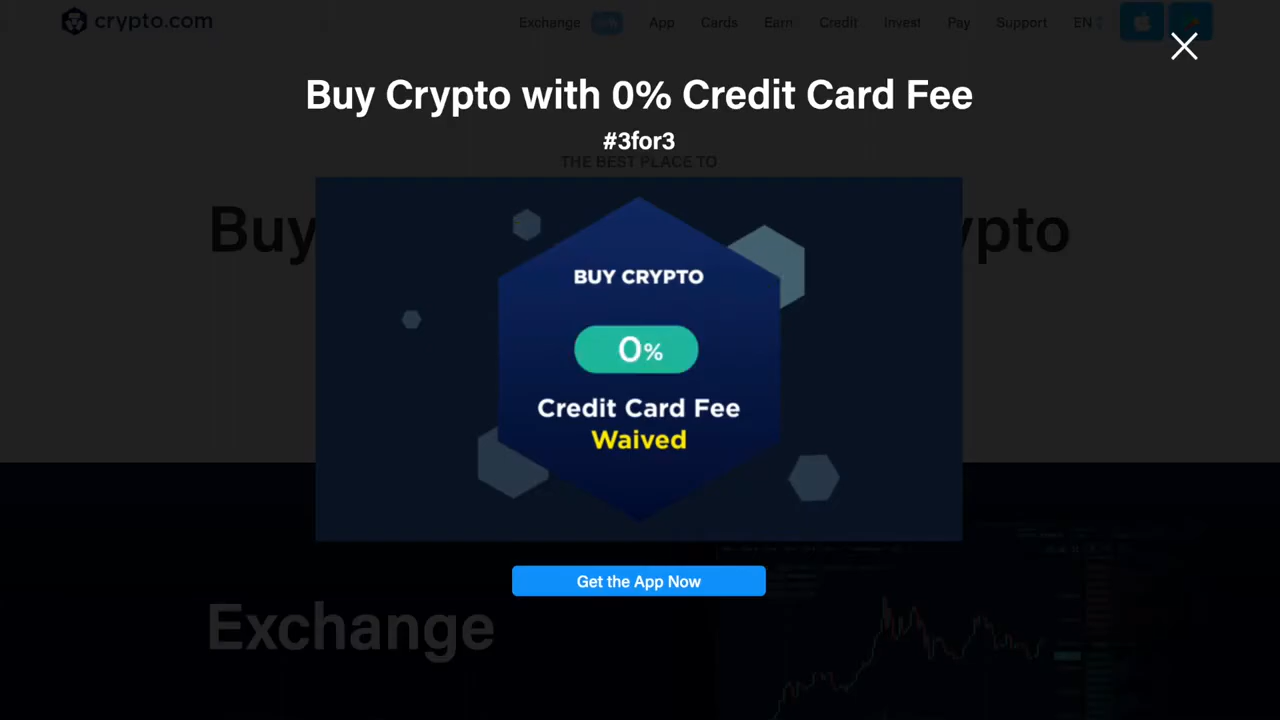 crypto.com
Exchange App Cards Earn Credit Invest Pay Support EN
Buy Crypto with 0% Credit Card Fee
#3for3
THE BEST PLACE TO
Buy
BUY CRYPTO
0%
Credit Card Fee
Waived
Get the App Now
Exchange